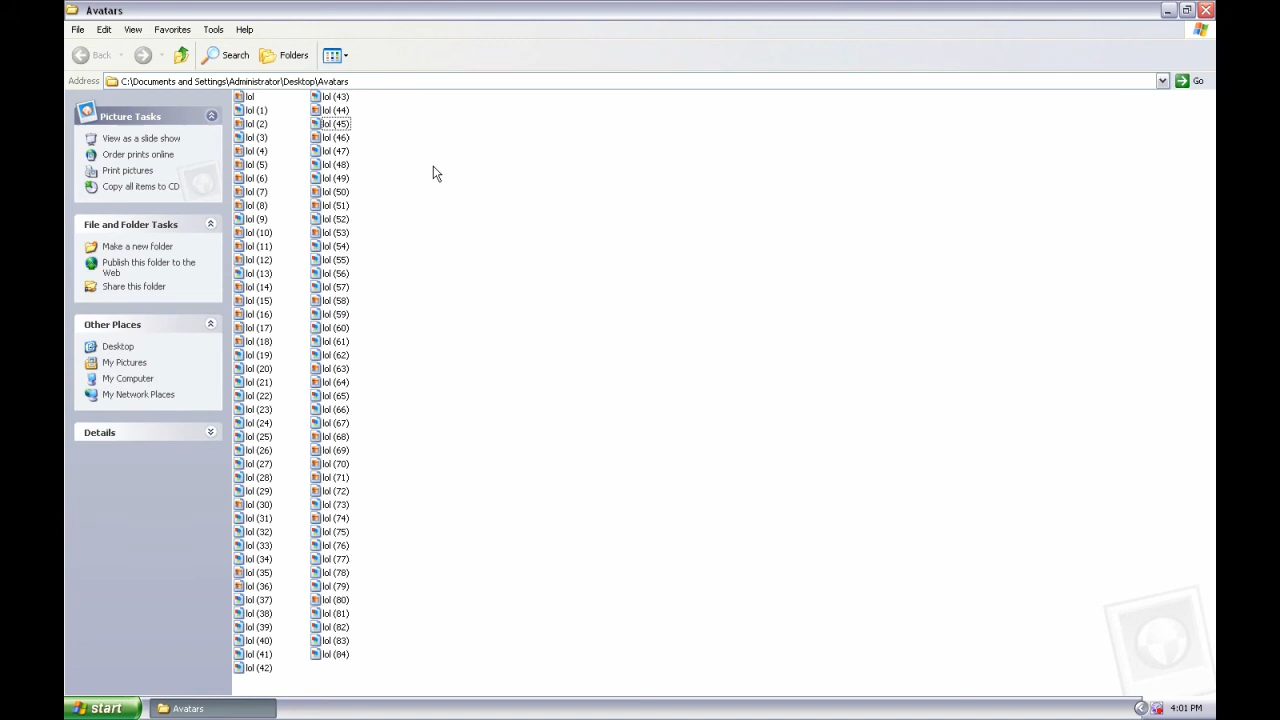 Avatars
File Edit View Favorites Tools Help
Back Search Folders
Address C:\Documents and Settings\Administrator\Desktop\Avatars Go
Picture Tasks
View as a slide show
Order prints online
Print pictures
Copy all items to CD
File and Folder Tasks
Make a new folder
Publish this folder to the
Web
Share this folder
Other Places
Desktop
My Pictures
My Computer
My Network Places
Details
lol
lol (1)
lol (2)
lol (3)
lol (4)
lol (5)
lol (6)
lol (7)
lol (8)
lol (9)
lol (10)
lol (11)
lol (12)
lol (13)
lol (14)
lol (15)
lol (16)
lol (17)
lol (18)
lol (19)
lol (20)
lol (21)
lol (22)
lol (23)
lol (24)
lol (25)
lol (26)
lol (27)
lol (28)
lol (29)
lol (30)
lol (31)
lol (32)
lol (33)
lol (34)
lol (35)
lol (36)
lol (37)
lol (38)
lol (39)
lol (40)
lol (41)
lol (42)
lol (43)
lol (44)
lol (45)
lol (46)
lol (47)
lol (48)
lol (49)
lol (50)
lol (51)
lol (52)
lol (53)
lol (54)
lol (55)
lol (56)
lol (57)
lol (58)
lol (59)
lol (60)
lol (61)
lol (62)
lol (63)
lol (64)
lol (65)
lol (66)
lol (67)
lol (68)
lol (69)
lol (70)
lol (71)
lol (72)
lol (73)
lol (74)
lol (75)
lol (76)
lol (77)
lol (78)
lol (79)
lol (80)
lol (81)
lol (82)
lol (83)
lol (84)
start Avatars 4:01 PM